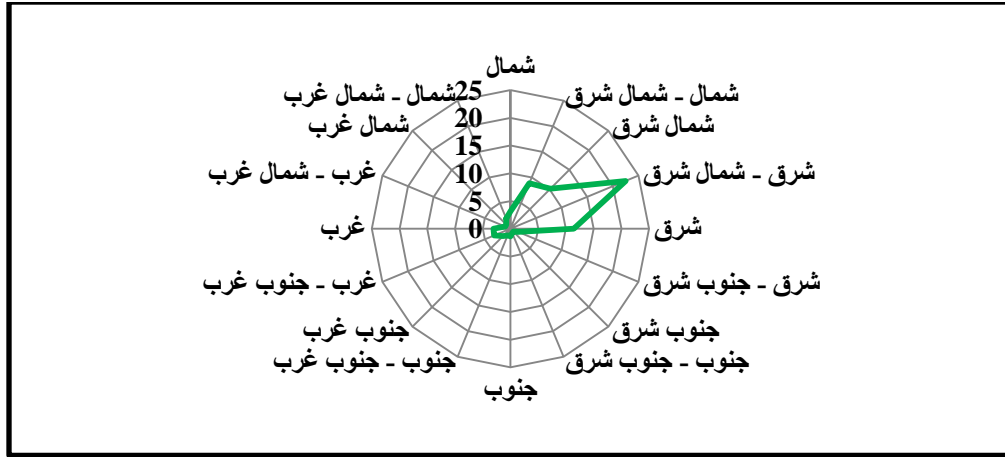 شمال
شمال - شمال شرق
شمال شرق
شرق - شمال شرق
شرق
شرق - جنوب شرق
جنوب شرق
جنوب - جنوب شرق
جنوب
جنوب - جنوب غرب
جنوب غرب
غرب - جنوب غرب
غرب
غرب - شمال غرب
شمال غرب
شمال - شمال غرب
25
20
15
10
5
0